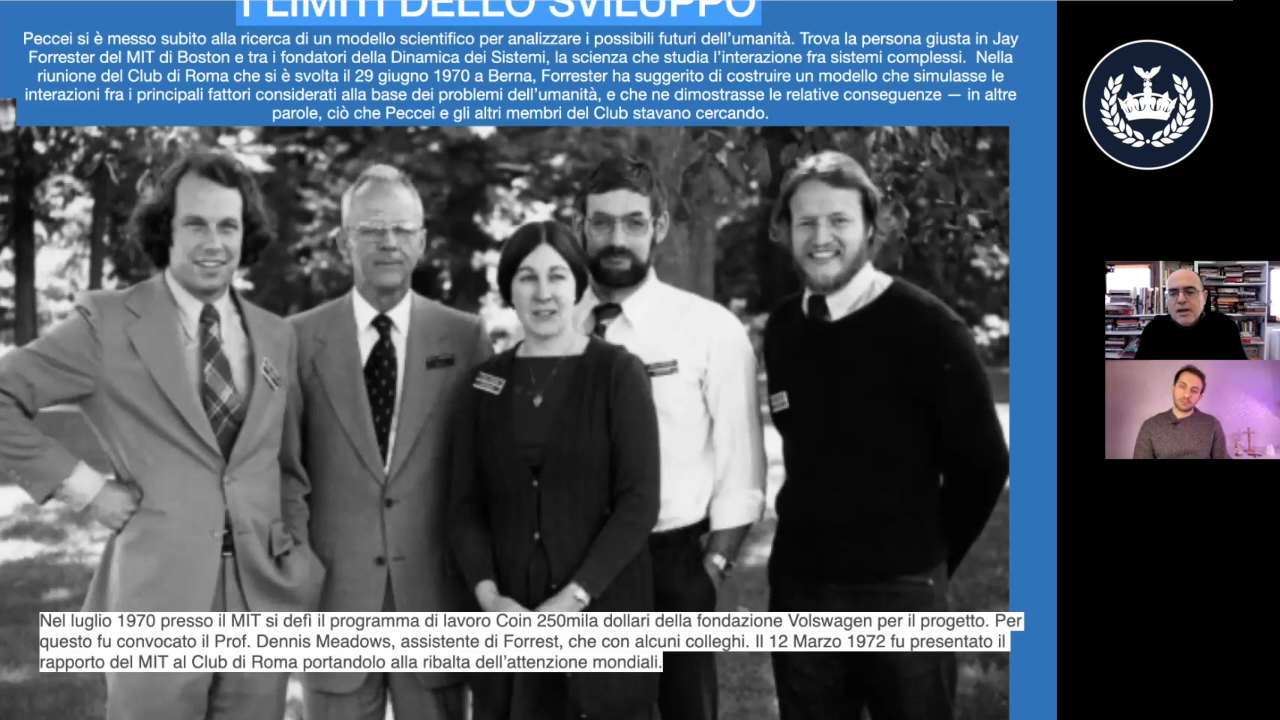 I LIMITI DELLO SVILUPPO
Peccei si è messo subito alla ricerca di un modello scientifico per analizzare i possibili futuri dell'umanità. Trova la persona giusta in Jay
Forrester del MIT di Boston e tra i fondatori della Dinamica dei Sistemi, la scienza che studia l'interazione fra sistemi complessi. Nella
riunione del Club di Roma che si è svolta il 29 giugno 1970 a Berna, Forrester ha suggerito di costruire un modello che simulasse le
interazioni fra i principali fattori considerati alla base dei problemi dell'umanità, e che ne dimostrasse le relative conseguenze — in altre
parole, ciò che Peccei e gli altri membri del Club stavano cercando.
Nel luglio 1970 presso il MIT si defì il programma di lavoro Coin 250mila dollari della fondazione Volswagen per il progetto. Per
questo fu convocato il Prof. Dennis Meadows, assistente di Forrest, che con alcuni colleghi. Il 12 Marzo 1972 fu presentato il
rapporto del MIT al Club di Roma portandolo alla ribalta dell'attenzione mondiali.